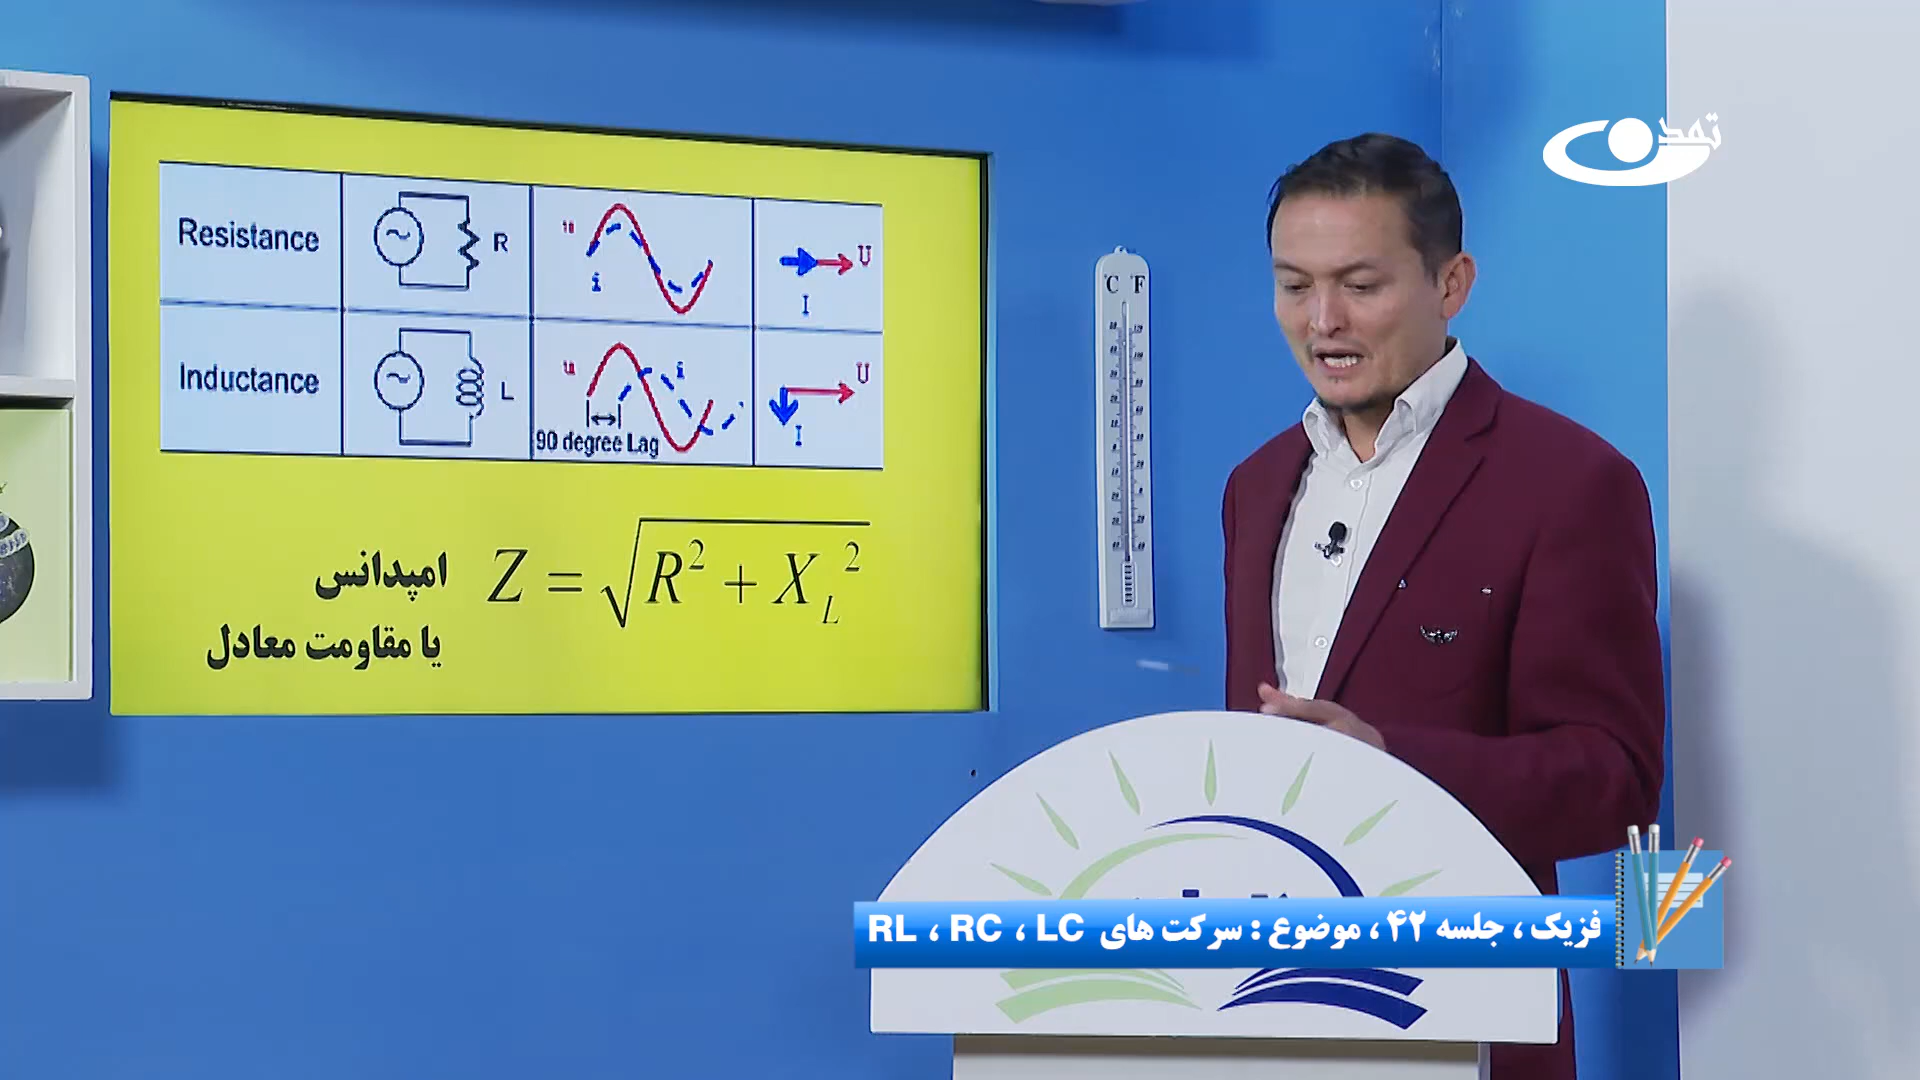 تمدن
Resistance
R
u
i
U
I
Inductance
L
u
i
90 degree Lag
U
I
امپدانس
یا مقاومت معادل
Z = √R² + X_L²
°C °F
فزیک ، جلسه ۴۲ ، موضوع : سرکت های RL ، RC ، LC